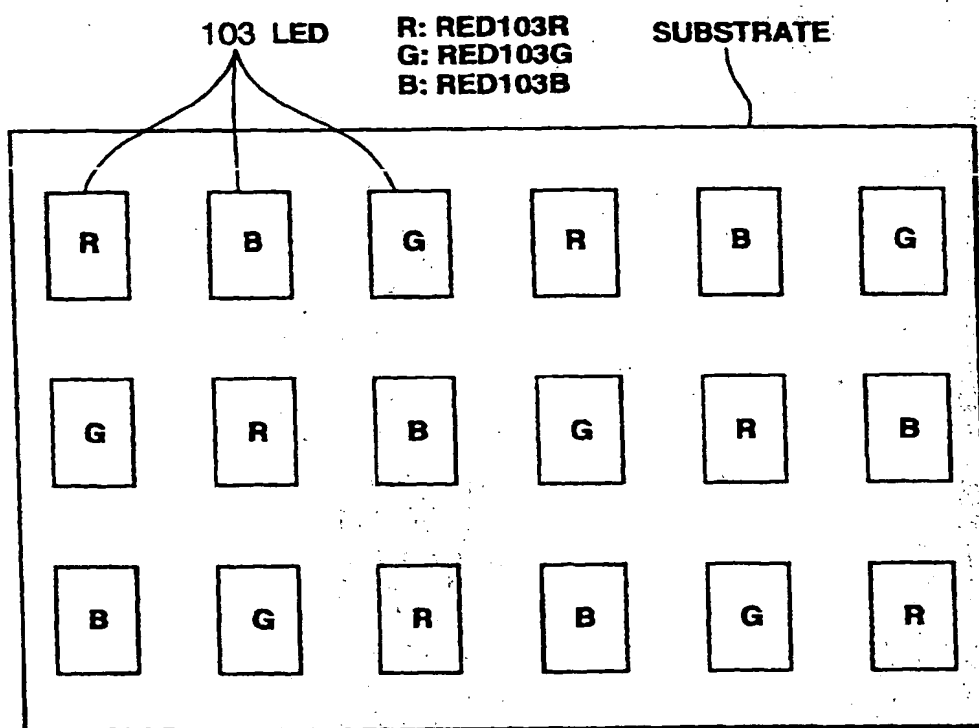 103 LED
R: RED103R
G: RED103G
B: RED103B
SUBSTRATE
R B G R B G
G R B G R B
B G R B G R